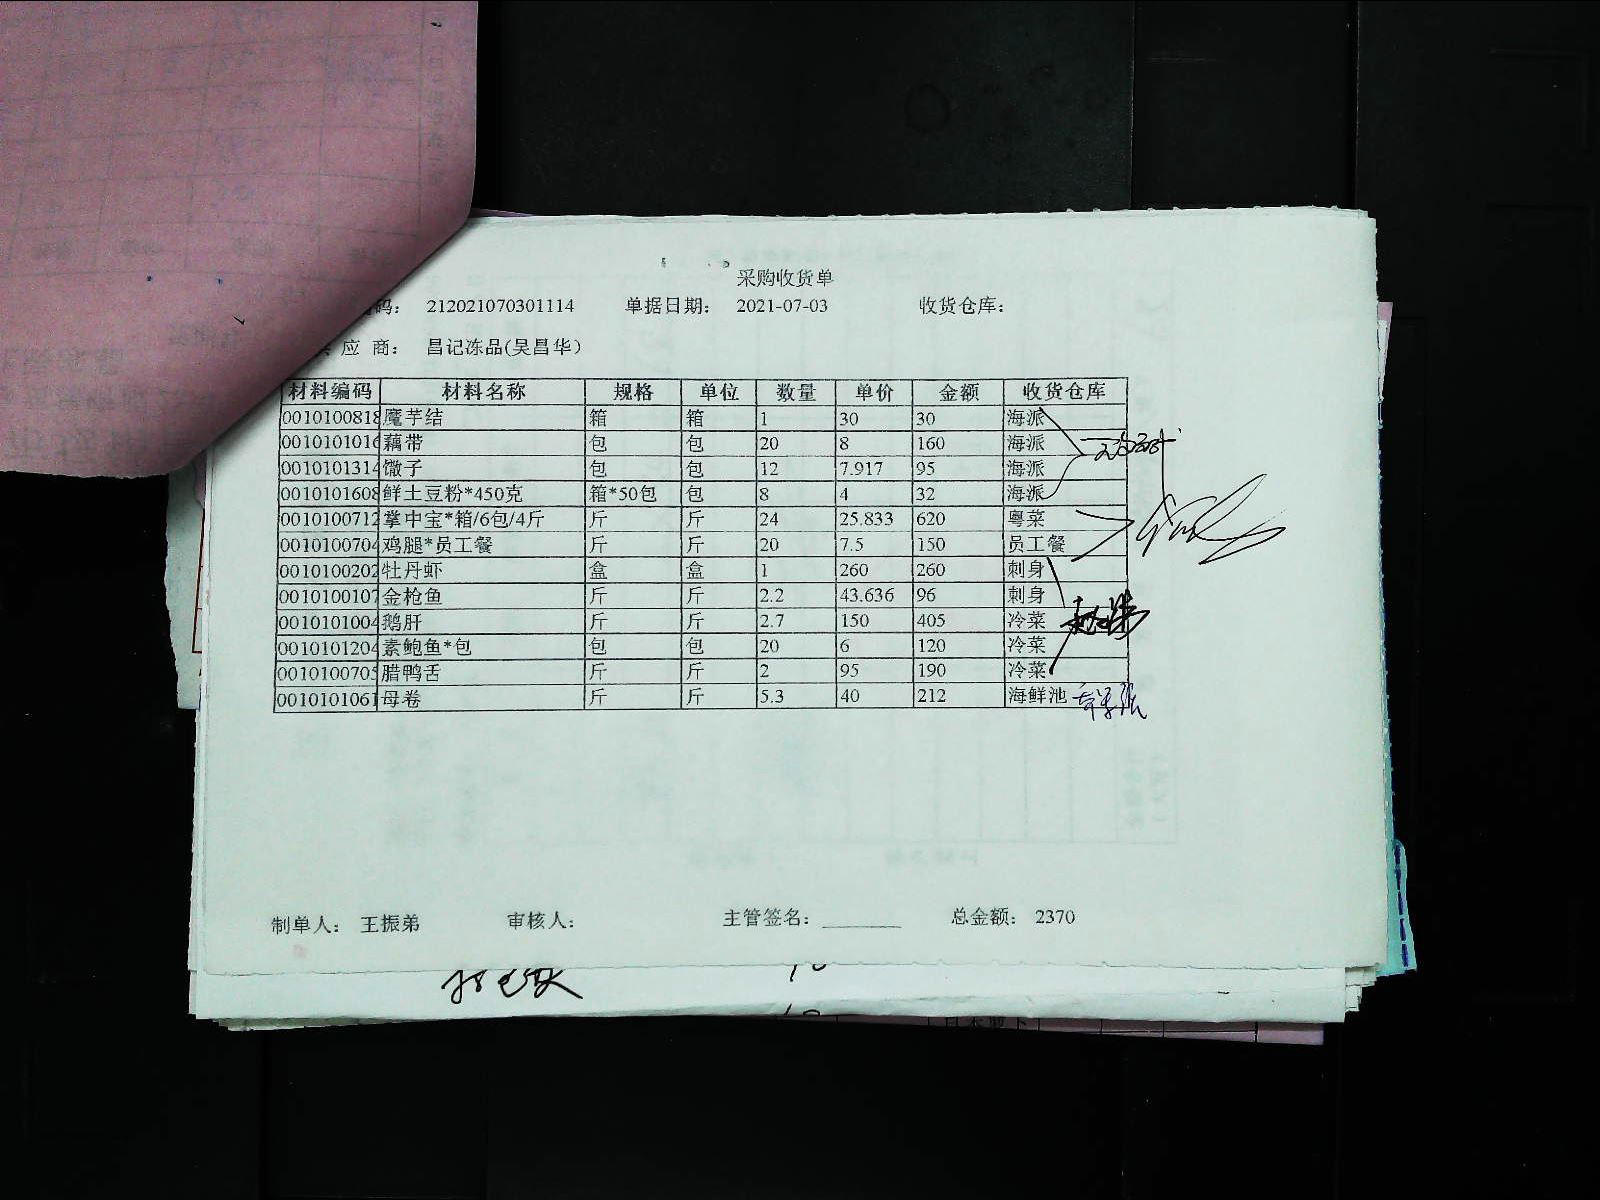 采购收货单
码： 212021070301114 单据日期： 2021-07-03 收货仓库：
应 商： 昌记冻品(吴昌华）
材料编码 材料名称 规格 单位 数量 单价 金额 收货仓库
0010100818 魔芋结 箱 箱 1 30 30 海派
0010101016 藕带 包 包 20 8 160 海派
0010101314 馓子 包 包 12 7.917 95 海派
0010101608 鲜土豆粉*450克 箱*50包 包 8 4 32 海派
0010100712 掌中宝*箱/6包/4斤 斤 斤 24 25.833 620 粤菜
0010100704 鸡腿*员工餐 斤 斤 20 7.5 150 员工餐
0010100202 牡丹虾 盒 盒 1 260 260 刺身
0010100107 金枪鱼 斤 斤 2.2 43.636 96 刺身
0010101004 鹅肝 斤 斤 2.7 150 405 冷菜
0010101204 素鲍鱼*包 包 包 20 6 120 冷菜
0010100705 腊鸭舌 斤 斤 2 95 190 冷菜
0010101061 母卷 斤 斤 5.3 40 212 海鲜池
制单人： 王振弟 审核人： 主管签名： 总金额： 2370